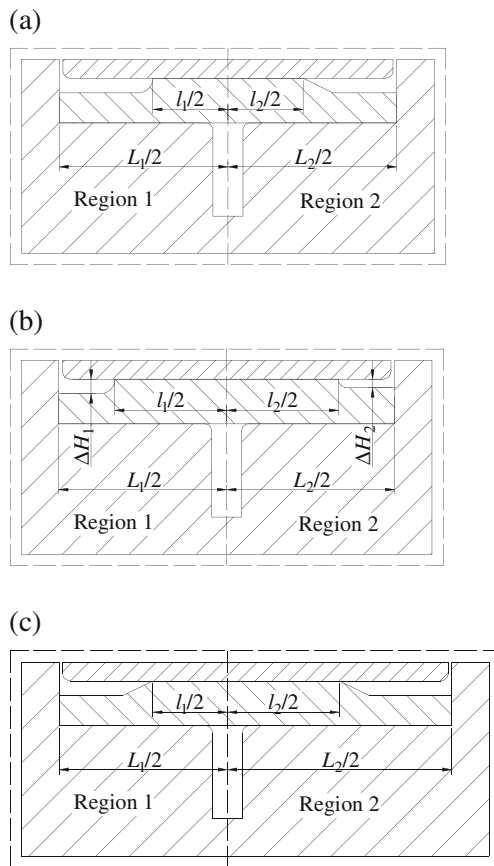 (a)
l₁/2 l₂/2
L₁/2 L₂/2
Region 1 Region 2
(b)
l₁/2 l₂/2
ΔH₁ ΔH₂
L₁/2 L₂/2
Region 1 Region 2
(c)
l₁/2 l₂/2
L₁/2 L₂/2
Region 1 Region 2